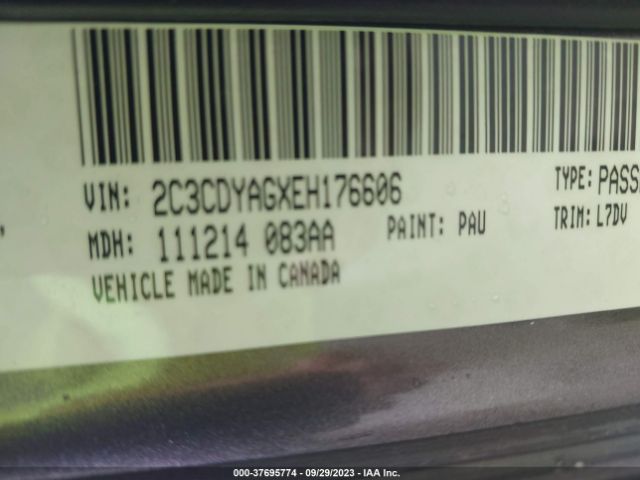 VIN: 2C3CDYAGXEH176606 TYPE: PASS
MDH: 111214 083AA PAINT: PAU TRIM: L7DV
VEHICLE MADE IN CANADA
000-37695774 - 09/29/2023 - IAA Inc.